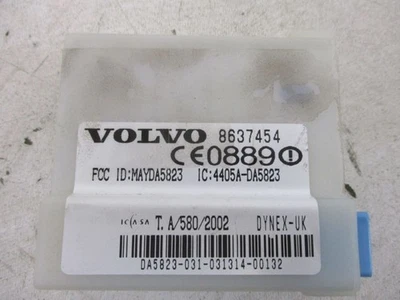 VOLVO 8637454
CE0889
FCC ID:MAYDA5823 IC:4405A-DA5823
ICASA T.A/580/2002 DYNEX-UK
DA5823-031-031314-00132